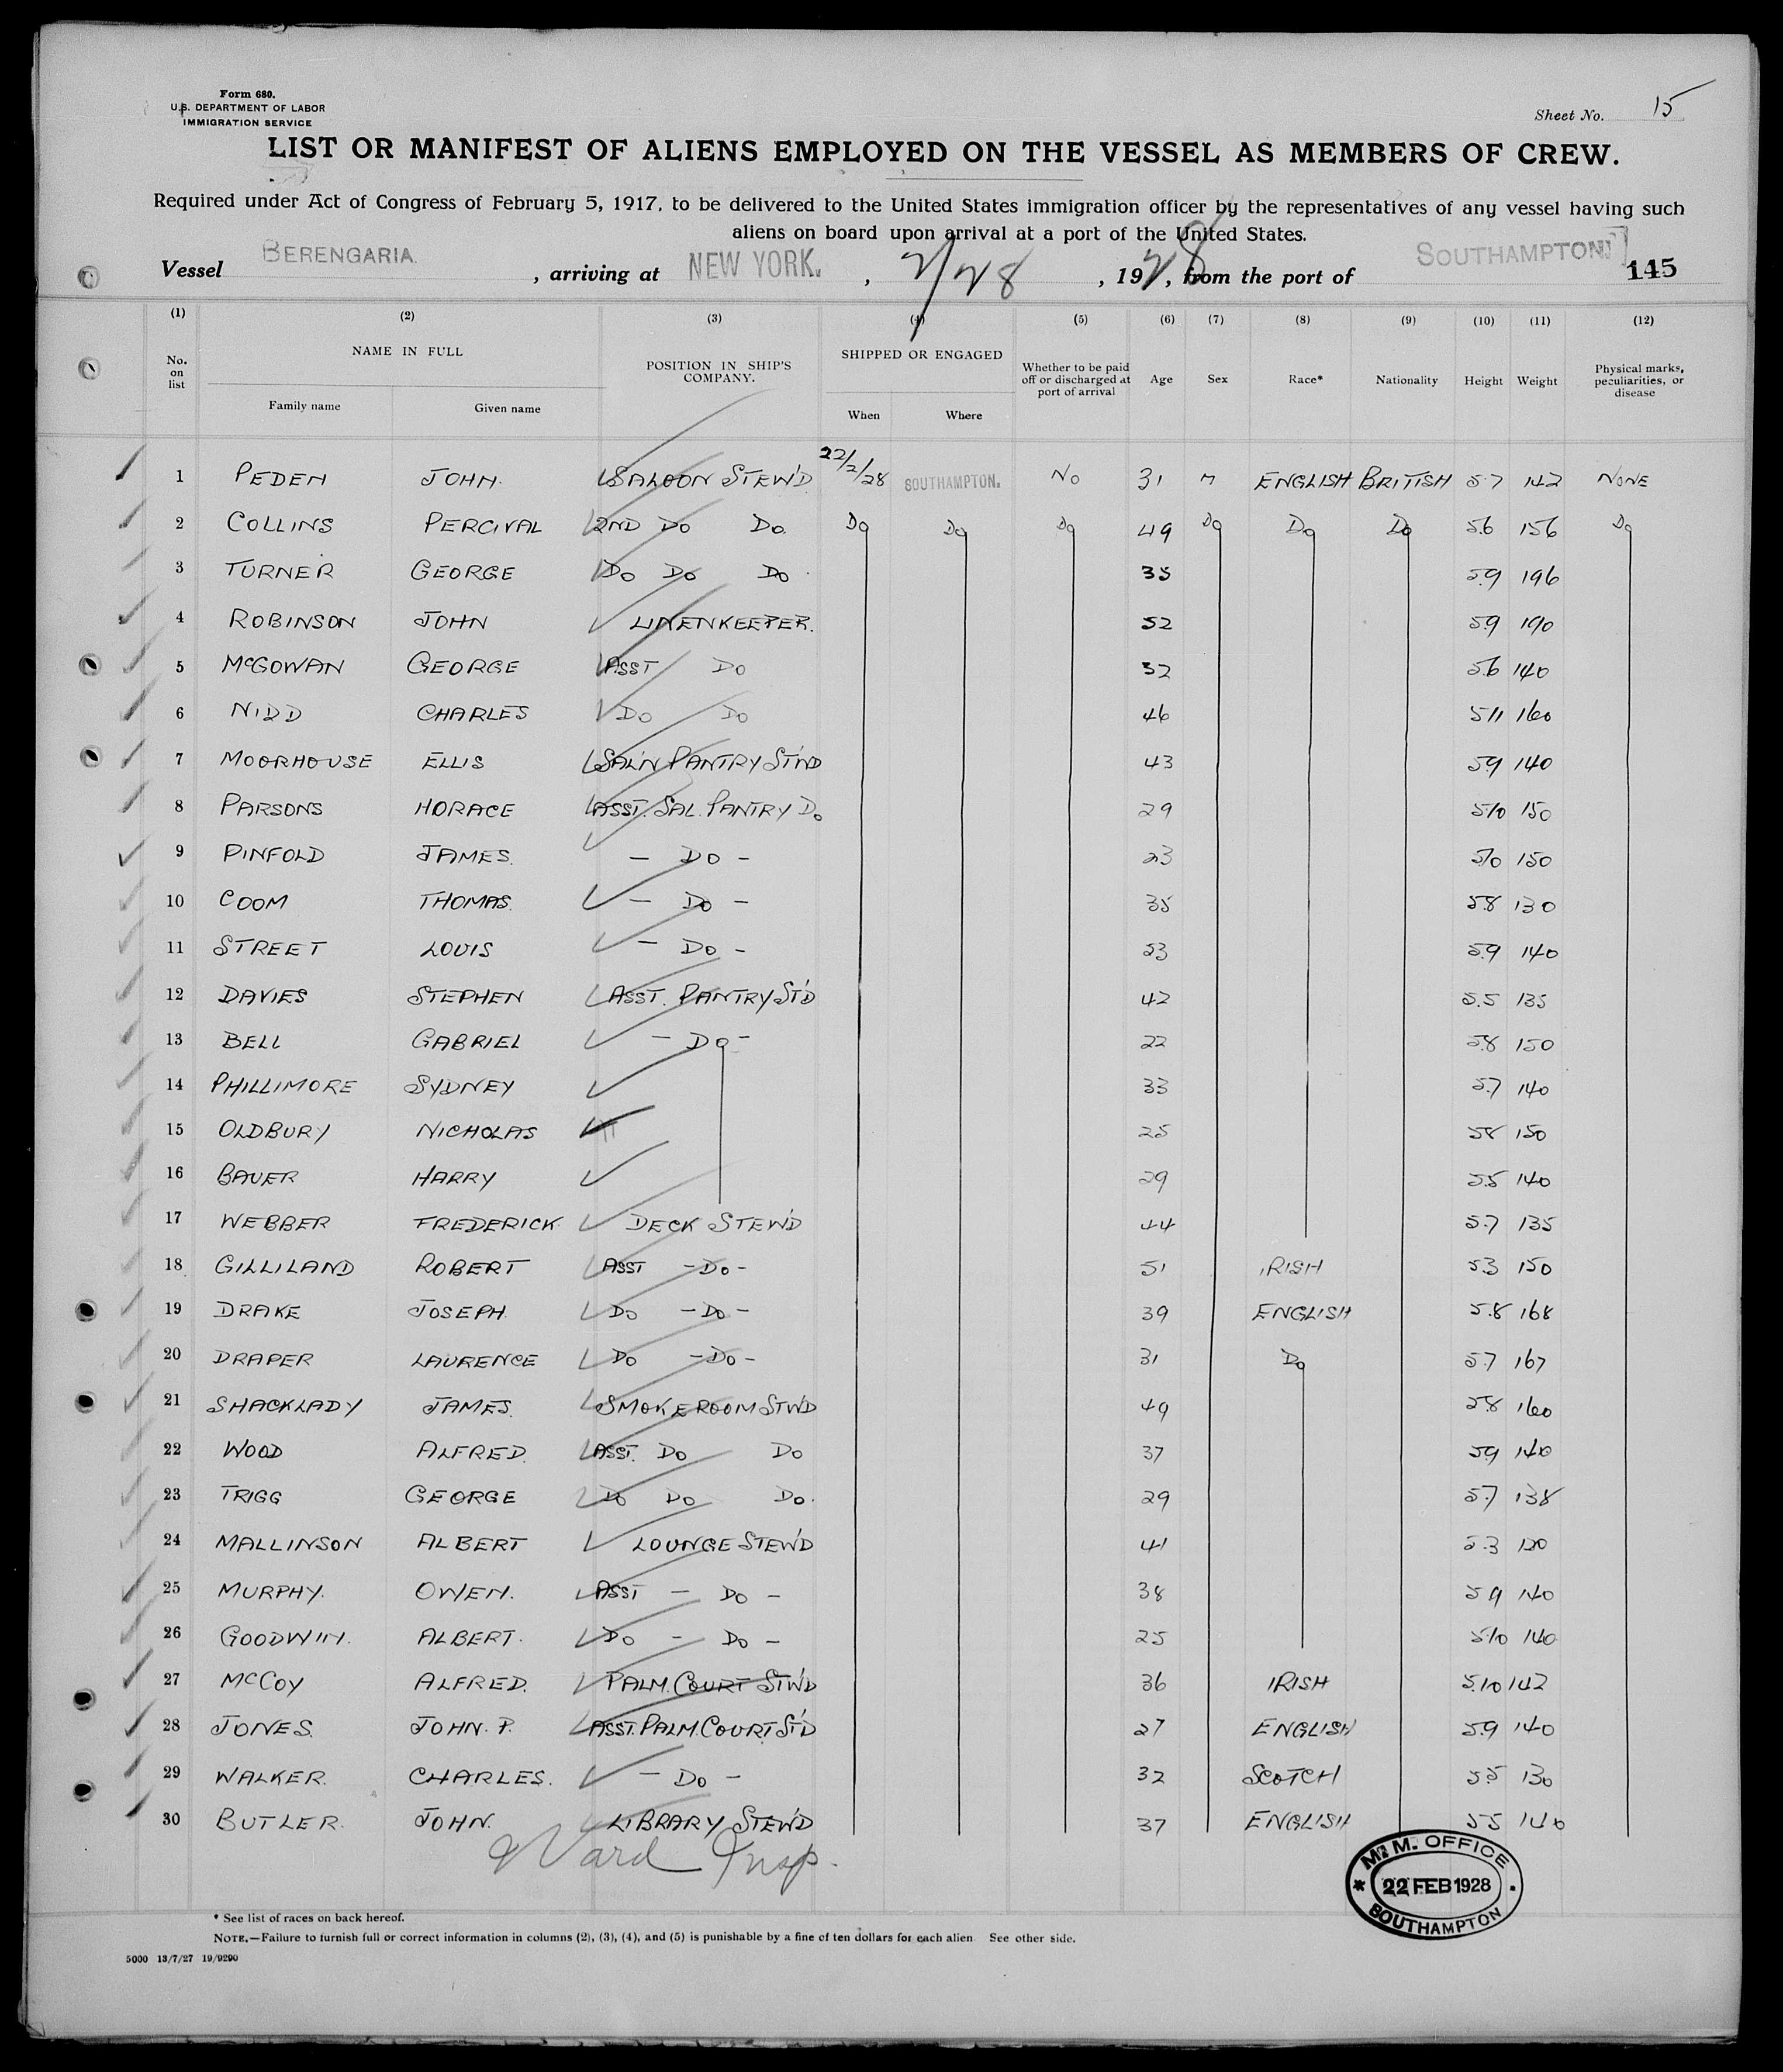 Form 680.
U.S. DEPARTMENT OF LABOR
IMMIGRATION SERVICE
Sheet No. 15
LIST OR MANIFEST OF ALIENS EMPLOYED ON THE VESSEL AS MEMBERS OF CREW.
Required under Act of Congress of February 5, 1917, to be delivered to the United States immigration officer by the representatives of any vessel having such
aliens on board upon arrival at a port of the United States.
Vessel BERENGARIA. , arriving at NEW YORK. , 2/28 , 1928, from the port of SOUTHAMPTON 145
(1) (2) (3) (4) (5) (6) (7) (8) (9) (10) (11) (12)
No. on list NAME IN FULL Family name Given name POSITION IN SHIP'S COMPANY. SHIPPED OR ENGAGED When Where Whether to be paid off or discharged at port of arrival Age Sex Race* Nationality Height Weight Physical marks, peculiarities, or disease
1 PEDEN JOHN. SALOON STEW'D 22/2/28 SOUTHAMPTON. NO 31 M ENGLISH BRITISH 5.7 142 NONE
2 COLLINS PERCIVAL 2ND DO DO. DO DO DO 49 DO DO DO 5.6 156 DO
3 TURNER GEORGE DO DO DO 35 5.9 196
4 ROBINSON JOHN LINENKEEPER. 52 5.9 190
5 McGOWAN GEORGE ASST DO 32 5.6 140
6 NIDD CHARLES DO DO 46 5.11 160
7 MOORHOUSE ELLIS SAL'N PANTRY ST'WD 43 5.9 140
8 PARSONS HORACE ASST. SAL. PANTRY DO 29 5.10 150
9 PINFOLD JAMES. - DO - 23 5.10 150
10 COOM THOMAS. - DO - 35 5.8 130
11 STREET LOUIS - DO - 53 5.9 140
12 DAVIES STEPHEN ASST. PANTRY ST'D 42 5.5 135
13 BELL GABRIEL - DO - 22 5.8 150
14 PHILLIMORE SYDNEY 33 5.7 140
15 OLDBURY NICHOLAS 25 5.8 150
16 BAUER HARRY 29 5.5 140
17 WEBBER FREDERICK. DECK STEW'D 44 5.7 135
18 GILLILAND ROBERT ASST - DO - 51 IRISH 5.3 150
19 DRAKE JOSEPH. DO - DO - 39 ENGLISH 5.8 168
20 DRAPER LAURENCE DO - DO - 31 DO 5.7 167
21 SHACKLADY JAMES. SMOKEROOM STW'D 49 5.8 160
22 WOOD ALFRED. ASST. DO DO 37 5.9 140
23 TRIGG GEORGE DO DO DO. 29 5.7 138
24 MALLINSON ALBERT LOUNGE STEW'D 41 5.3 120
25 MURPHY. OWEN. ASST - DO - 38 5.9 140
26 GOODWIN. ALBERT. DO - DO - 25 5.10 140
27 McCOY ALFRED. PALM. COURT STW'D 36 IRISH 5.10 142
28 JONES. JOHN. P. ASST. PALM. COURT. ST'D 27 ENGLISH 5.9 140
29 WALKER. CHARLES. - DO - 32 SCOTCH 5.5 130
30 BUTLER. JOHN. LIBRARY STEW'D 37 ENGLISH 5.5 140
Ward Insp.
M.M. OFFICE
22 FEB 1928
SOUTHAMPTON
* See list of races on back hereof.
NOTE.—Failure to furnish full or correct information in columns (2), (3), (4), and (5) is punishable by a fine of ten dollars for each alien See other side.
5000 13/7/27 19/9290